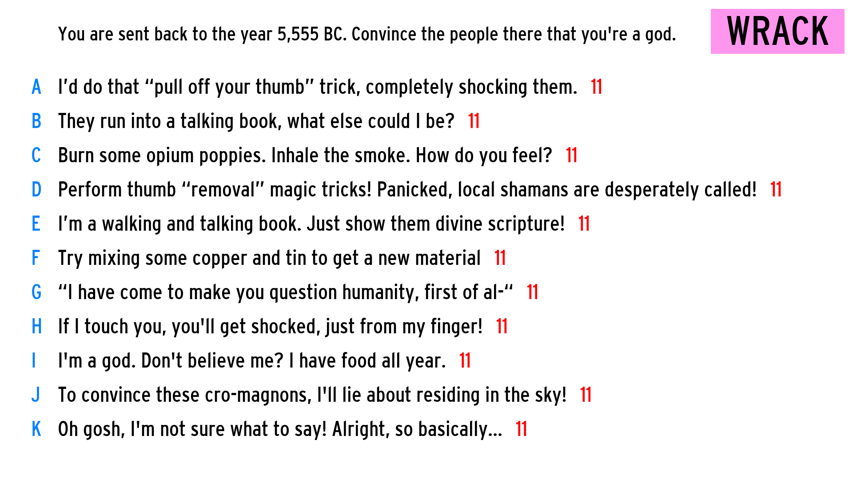 You are sent back to the year 5,555 BC. Convince the people there that you're a god.
WRACK
A I’d do that “pull off your thumb” trick, completely shocking them. 11
B They run into a talking book, what else could I be? 11
C Burn some opium poppies. Inhale the smoke. How do you feel? 11
D Perform thumb “removal” magic tricks! Panicked, local shamans are desperately called! 11
E I’m a walking and talking book. Just show them divine scripture! 11
F Try mixing some copper and tin to get a new material 11
G “I have come to make you question humanity, first of al-“ 11
H If I touch you, you'll get shocked, just from my finger! 11
I I'm a god. Don't believe me? I have food all year. 11
J To convince these cro-magnons, I'll lie about residing in the sky! 11
K Oh gosh, I'm not sure what to say! Alright, so basically... 11